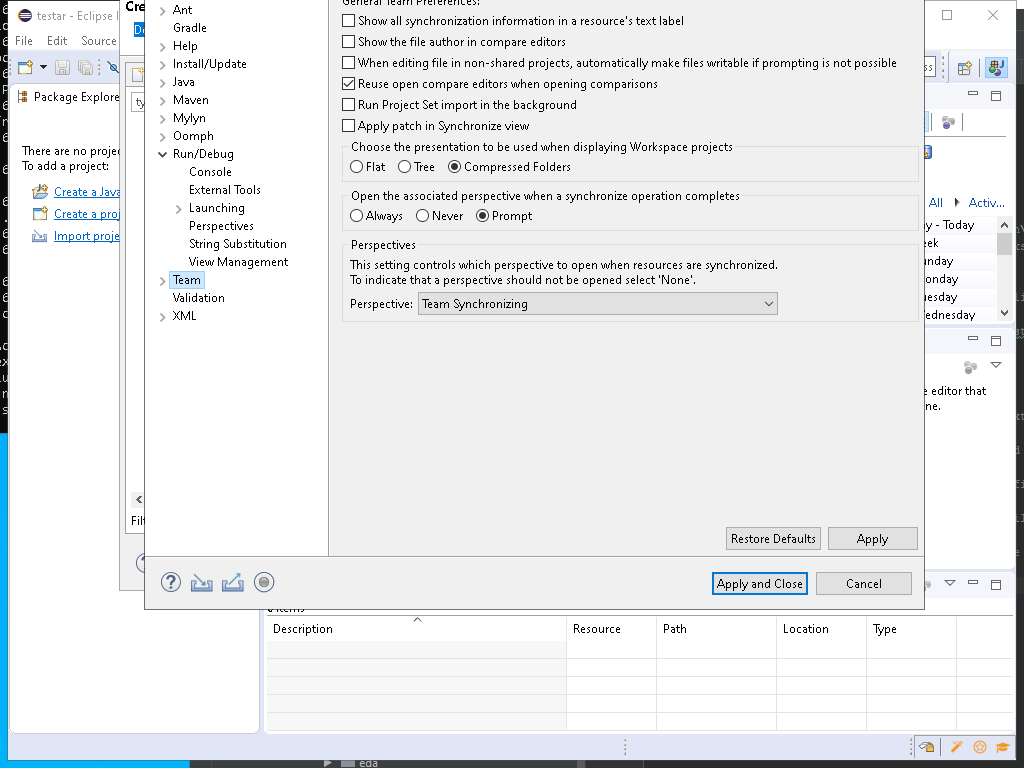 testar - Eclipse I
Cre
General Team Preferences:
File Edit Source
Package Explore
There are no proje
To add a project:
Create a Java
Create a proj
Import proje
Ant
Gradle
Help
Install/Update
Java
Maven
Mylyn
Oomph
Run/Debug
Console
External Tools
Launching
Perspectives
String Substitution
View Management
Team
Validation
XML
Show all synchronization information in a resource's text label
Show the file author in compare editors
When editing file in non-shared projects, automatically make files writable if prompting is not possible
Reuse open compare editors when opening comparisons
Run Project Set import in the background
Apply patch in Synchronize view
Choose the presentation to be used when displaying Workspace projects
Flat Tree Compressed Folders
Open the associated perspective when a synchronize operation completes
Always Never Prompt
Perspectives
This setting controls which perspective to open when resources are synchronized.
To indicate that a perspective should not be opened select 'None'.
Perspective: Team Synchronizing
Restore Defaults Apply
Apply and Close Cancel
All Activ...
y - Today
eek
unday
onday
uesday
ednesday
e editor that
ne.
Description Resource Path Location Type
eda